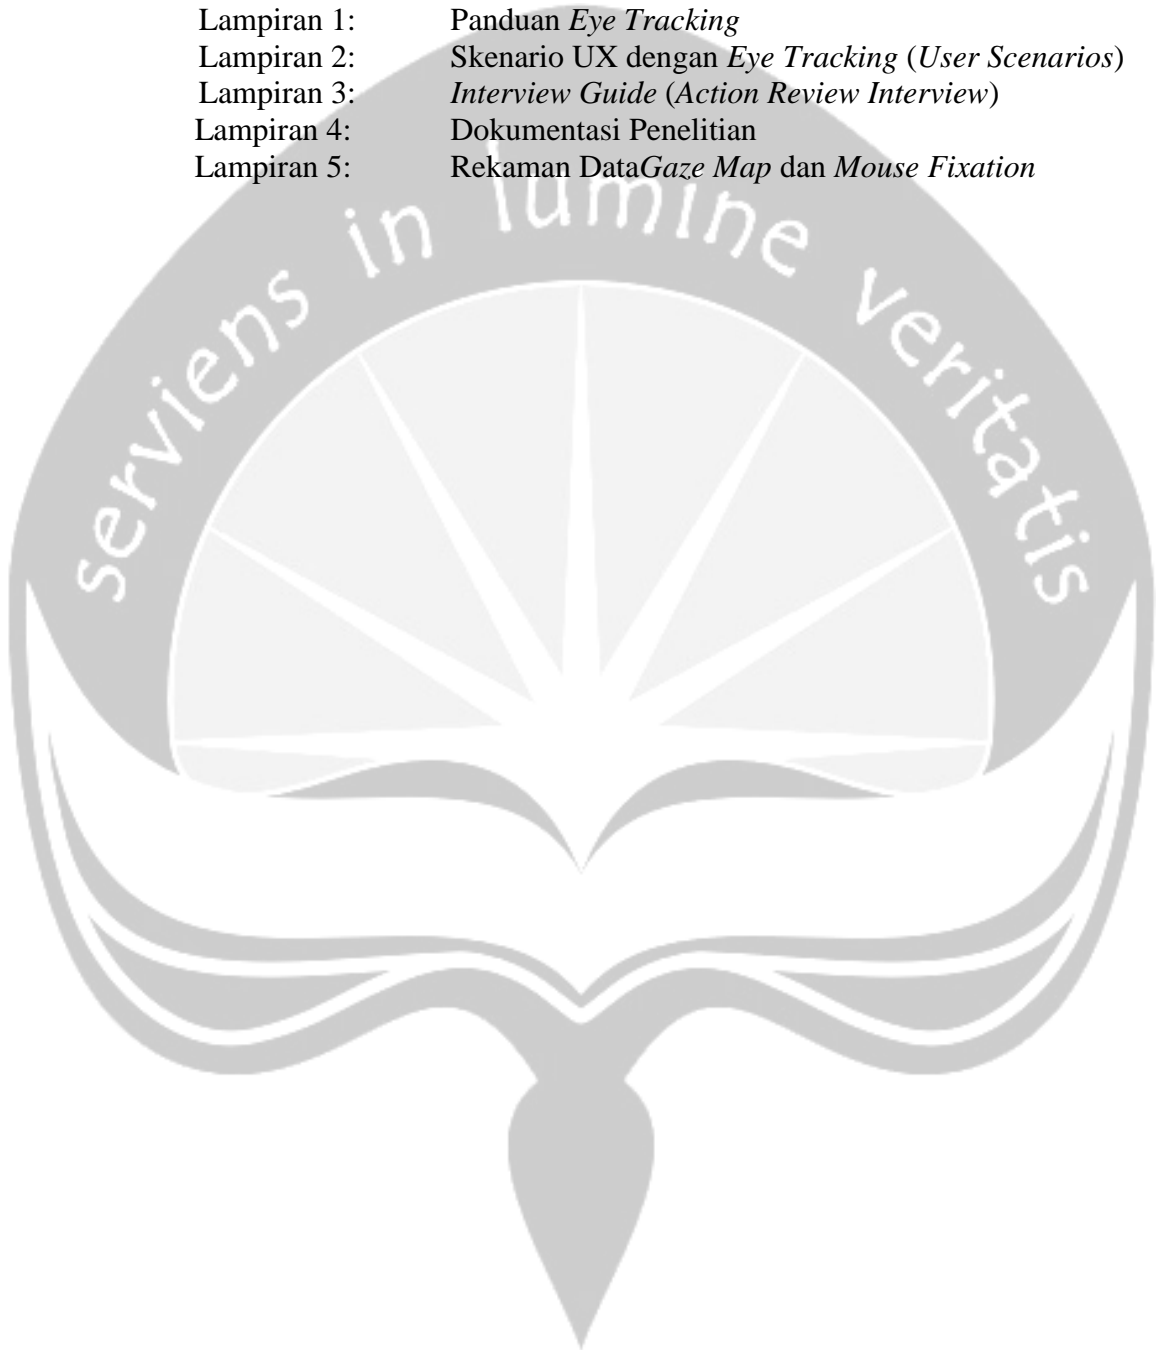 Lampiran 1: Panduan Eye Tracking
Lampiran 2: Skenario UX dengan Eye Tracking (User Scenarios)
Lampiran 3: Interview Guide (Action Review Interview)
Lampiran 4: Dokumentasi Penelitian
Lampiran 5: Rekaman DataGaze Map dan Mouse Fixation
serviens in lumine veritatis